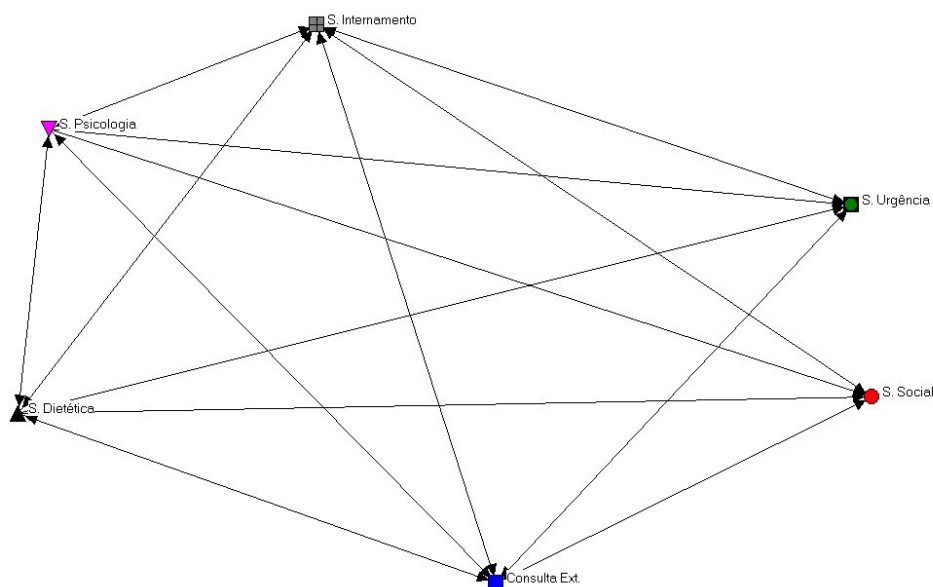 S. Internamento
S. Psicologia
S. Urgência
S. Social
S. Dietética
Consulta Ext.